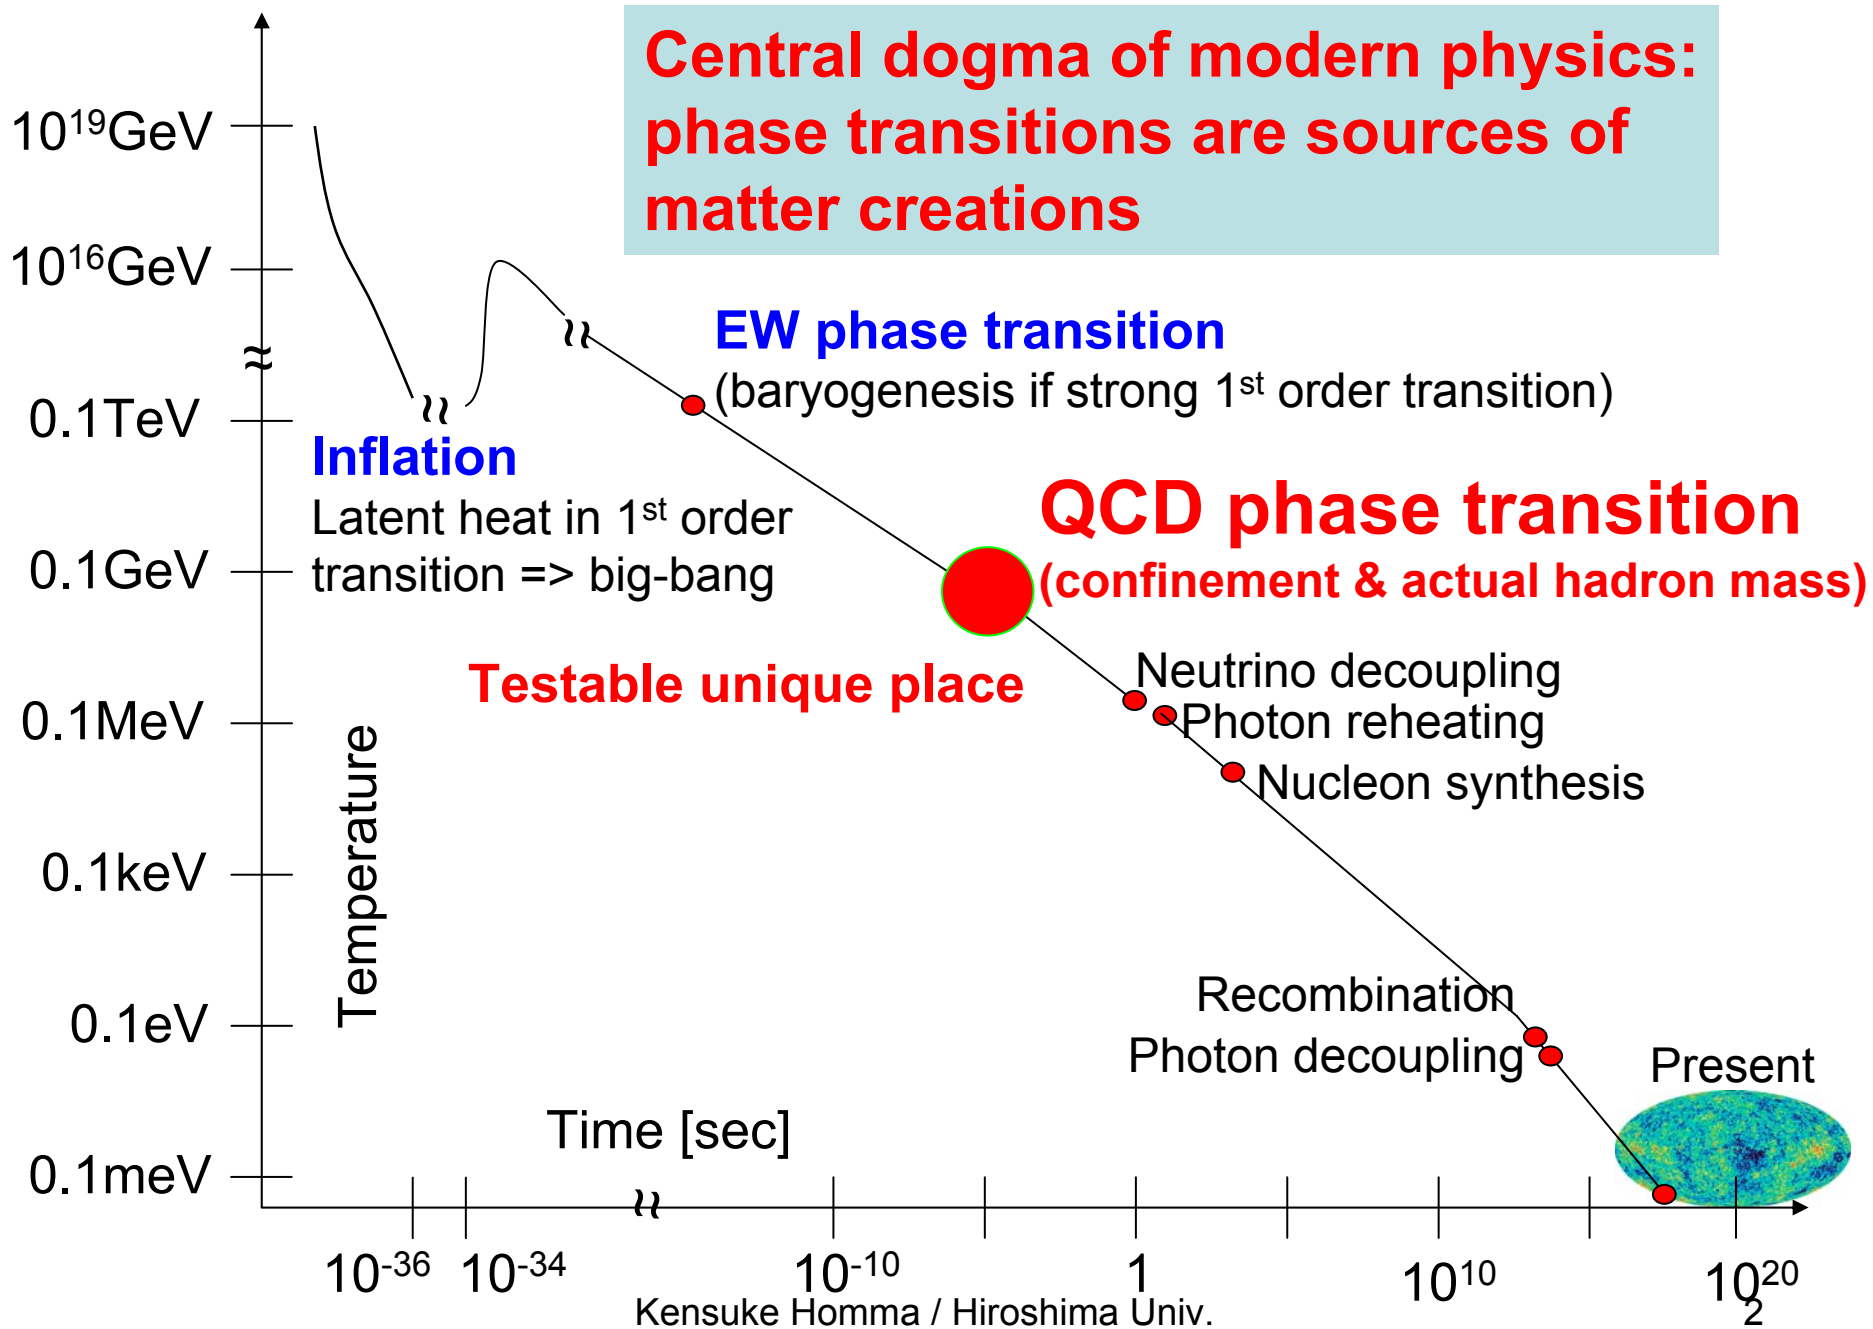 Central dogma of modern physics:
phase transitions are sources of
matter creations
10¹⁹GeV
10¹⁶GeV
≈
0.1TeV
0.1GeV
0.1MeV
0.1keV
0.1eV
0.1meV
Temperature
EW phase transition
(baryogenesis if strong 1ˢᵗ order transition)
Inflation
Latent heat in 1ˢᵗ order
transition => big-bang
QCD phase transition
(confinement & actual hadron mass)
Testable unique place
Neutrino decoupling
Photon reheating
Nucleon synthesis
Recombination
Photon decoupling
Present
Time [sec]
10⁻³⁶ 10⁻³⁴ 10⁻¹⁰ 1 10¹⁰ 10²⁰
Kensuke Homma / Hiroshima Univ.
2